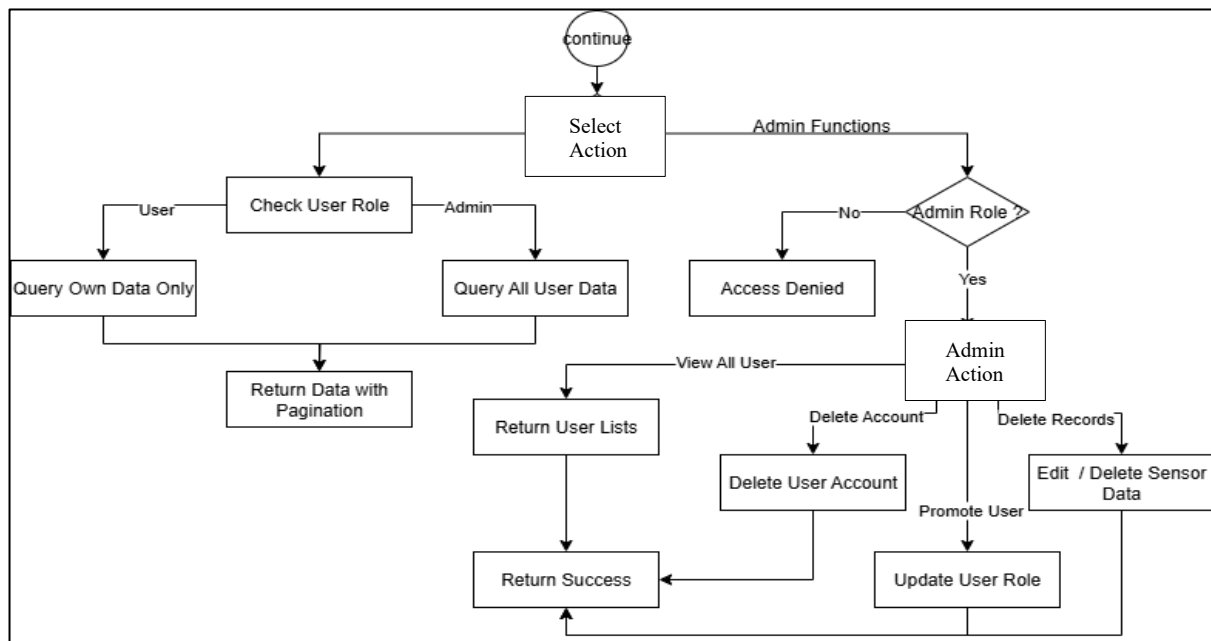 continue
Select
Action
Admin Functions
Check User Role
User
Admin
No
Admin Role ?
Query Own Data Only
Query All User Data
Access Denied
Yes
Admin
Action
View All User
Return Data with
Pagination
Return User Lists
Delete Account
Delete Records
Delete User Account
Edit / Delete Sensor
Data
Promote User
Return Success
Update User Role